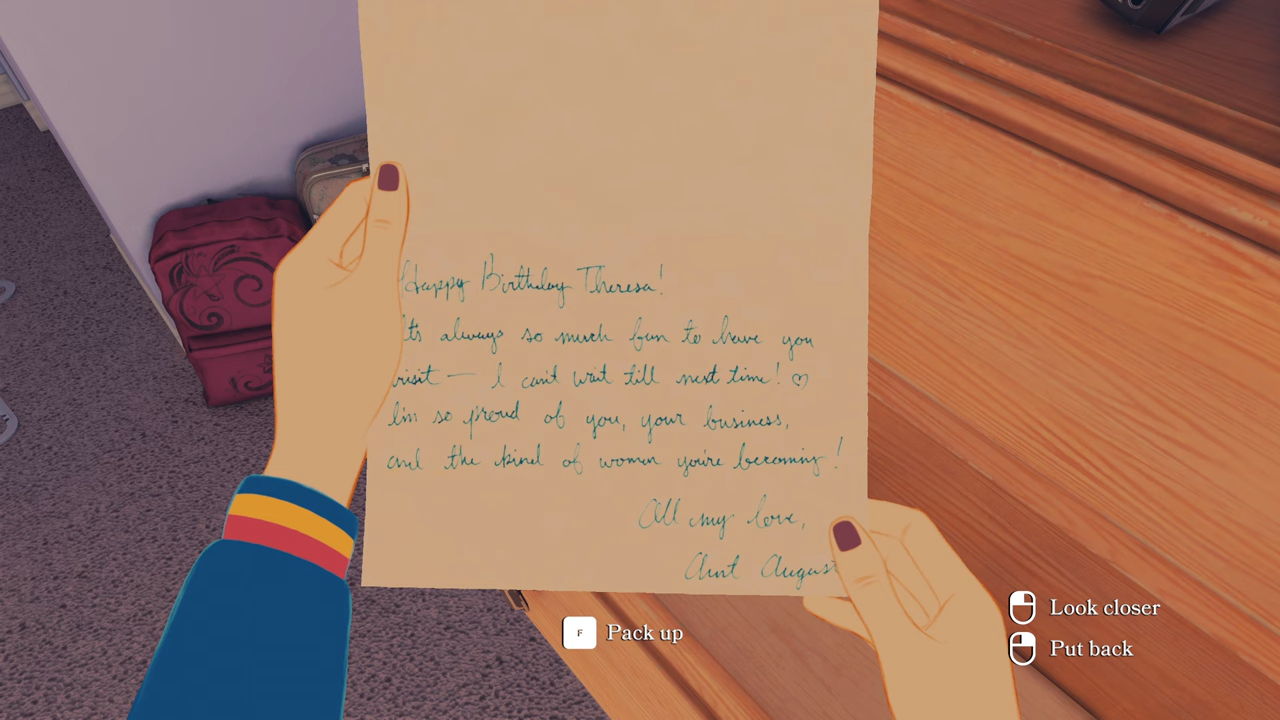 Happy Birthday Theresa!
It's always so much fun to have you
visit — I can't wait till next time! ♡
I'm so proud of you, your business,
and the kind of woman you're becoming!
All my love,
Aunt August
F Pack up
Look closer
Put back